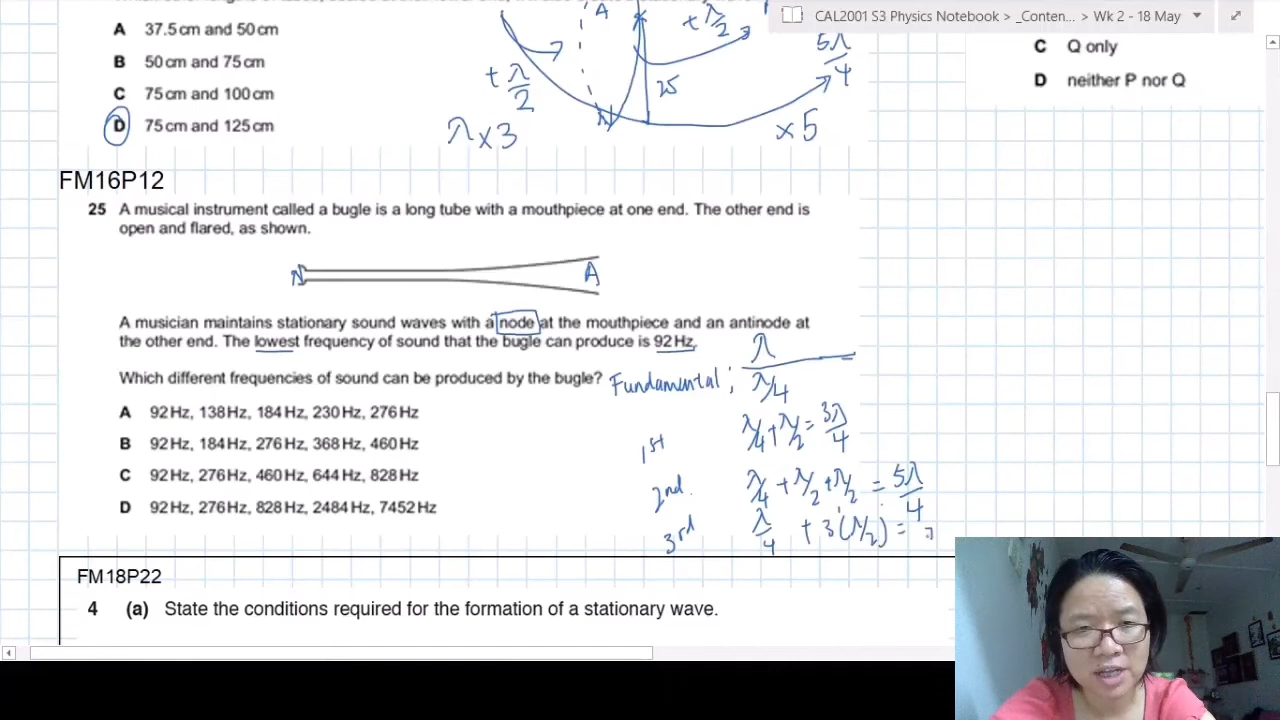 CAL2001 S3 Physics Notebook > _Conten... > Wk 2 - 18 May
A 37.5 cm and 50 cm
B 50 cm and 75 cm
C 75 cm and 100 cm
D 75 cm and 125 cm
A
+ λ/2
+ λ/2
25
5λ/4
λ x 3
x 5
C Q only
D neither P nor Q
FM16P12
25 A musical instrument called a bugle is a long tube with a mouthpiece at one end. The other end is
open and flared, as shown.
N
A
A musician maintains stationary sound waves with a node at the mouthpiece and an antinode at
the other end. The lowest frequency of sound that the bugle can produce is 92 Hz.
Which different frequencies of sound can be produced by the bugle?
A 92 Hz, 138 Hz, 184 Hz, 230 Hz, 276 Hz
B 92 Hz, 184 Hz, 276 Hz, 368 Hz, 460 Hz
C 92 Hz, 276 Hz, 460 Hz, 644 Hz, 828 Hz
D 92 Hz, 276 Hz, 828 Hz, 2484 Hz, 7452 Hz
λ
Fundamental; λ/4
1st λ/4 + λ/2 = 3λ/4
2nd. λ/4 + λ/2 + λ/2 = 5λ/4
3rd λ/4 + 3(λ/2) =
FM18P22
4 (a) State the conditions required for the formation of a stationary wave.